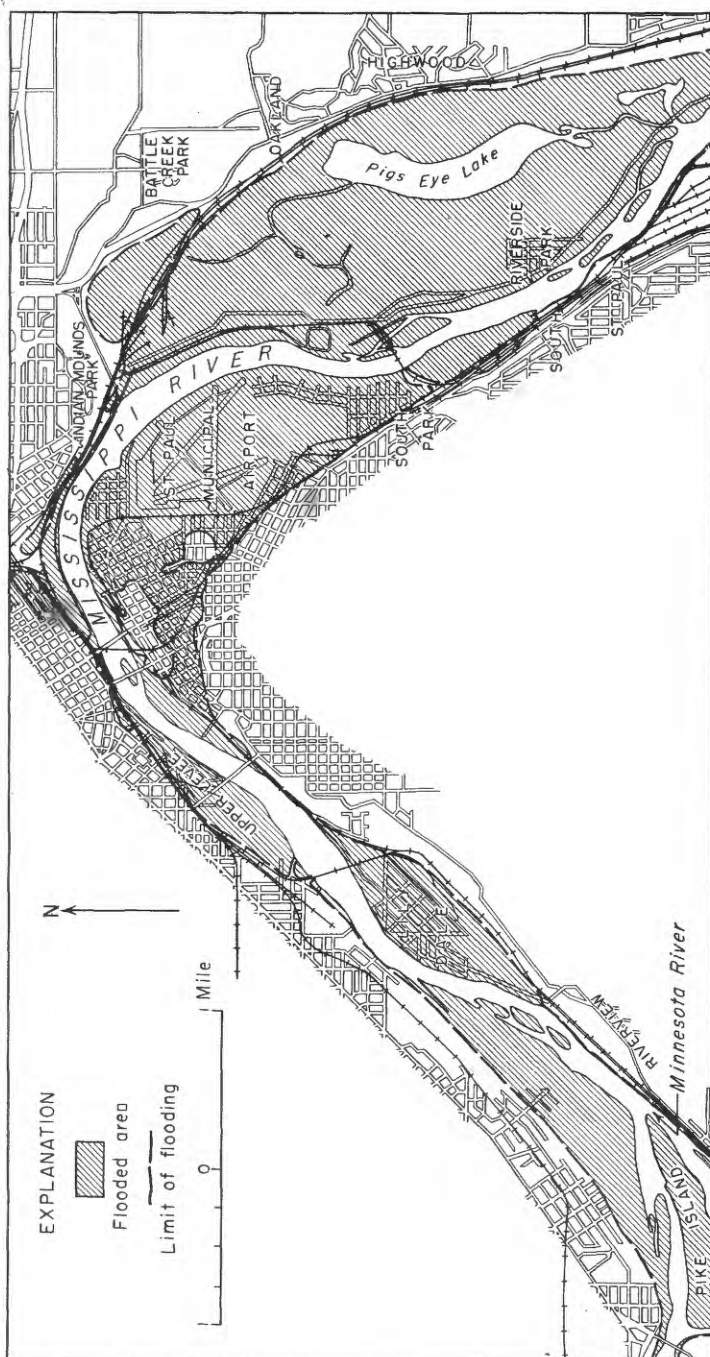 EXPLANATION
Flooded area
Limit of flooding
1
0
1 Mile
N
HIGHWOOD
OAKLAND
BATTLE
CREEK
PARK
Pigs Eye Lake
INDIAN MOUNDS
PARK
MISSISSIPPI RIVER
RIVERSIDE
PARK
ST PAUL
MUNICIPAL
AIRPORT
SOUTH
PARK
SOUTH
ST PAUL
UPPER LEVEE
DALE
RIVERVIEW
Minnesota River
PIKE ISLAND